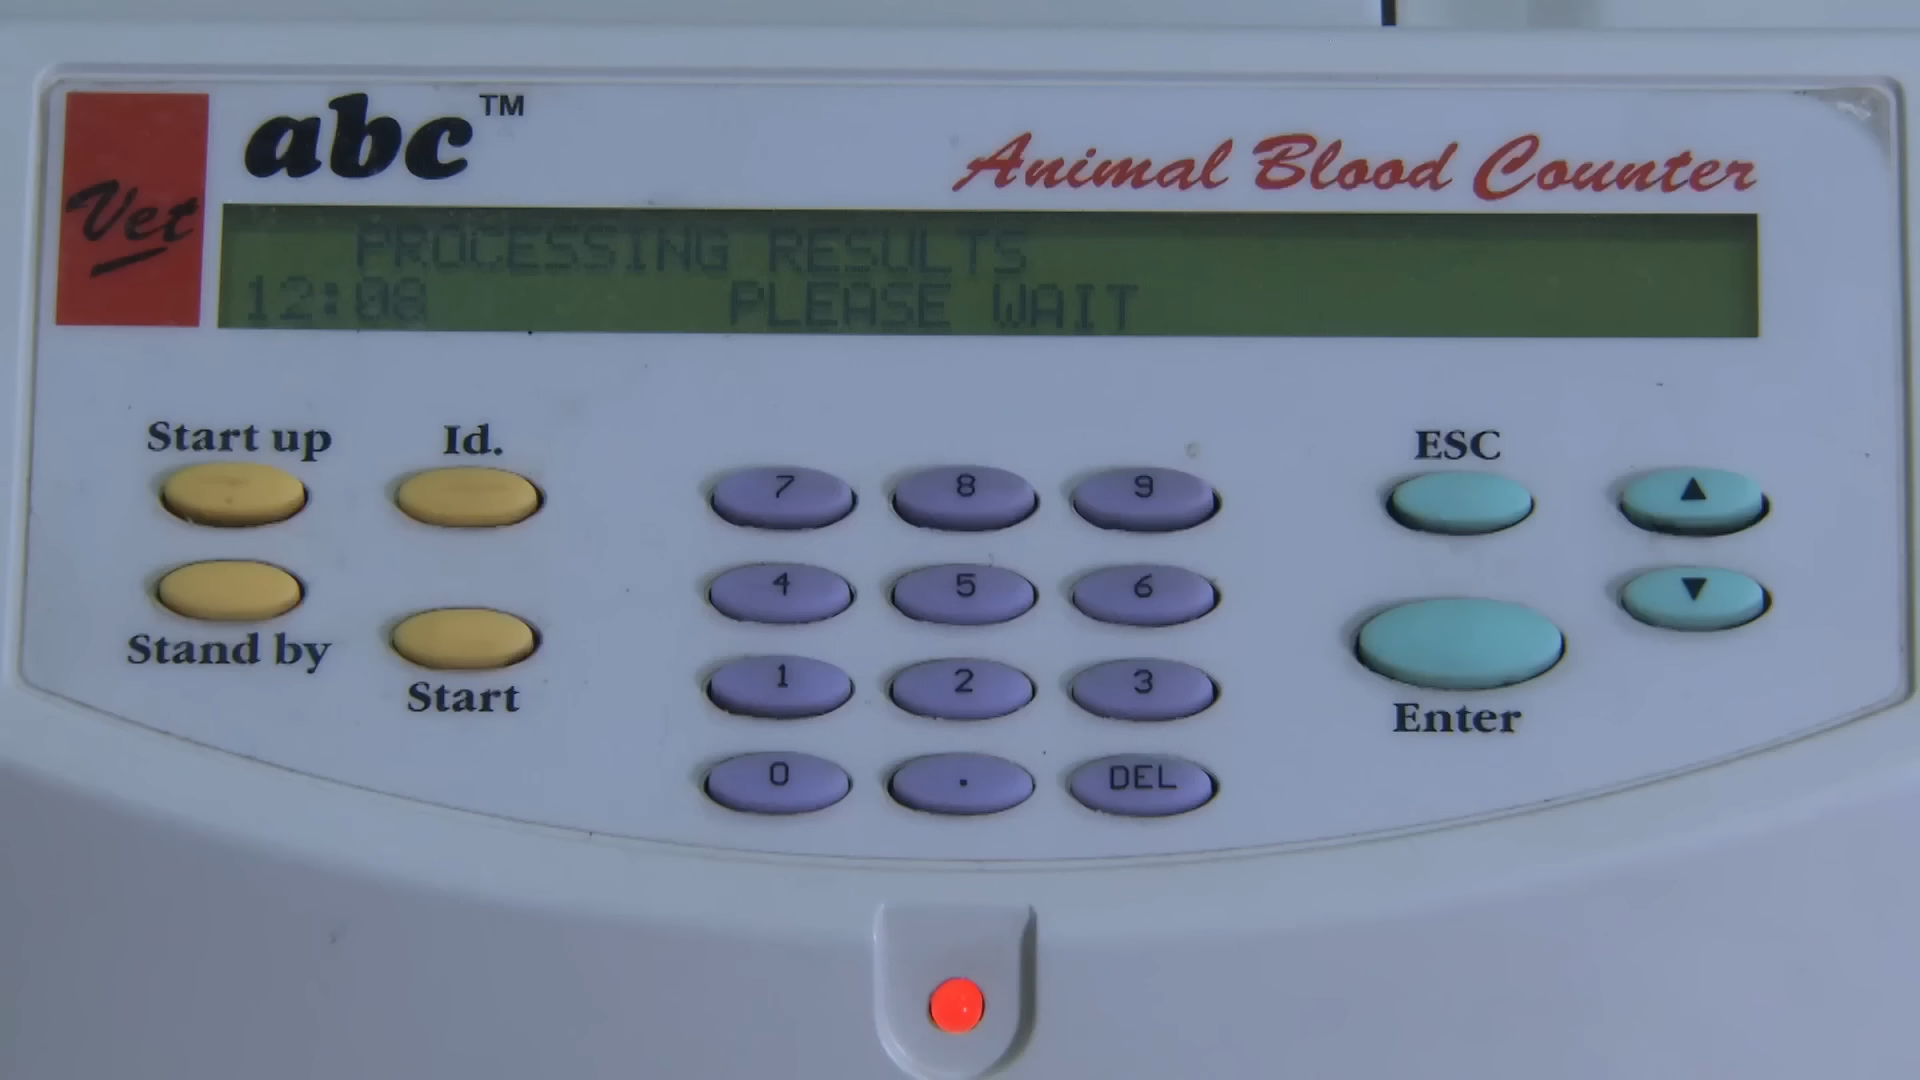 Vet
abc™
Animal Blood Counter
PROCESSING RESULTS
12:08 PLEASE WAIT
Start up
Id.
Stand by
Start
7 8 9
4 5 6
1 2 3
0 . DEL
ESC
▲
▼
Enter